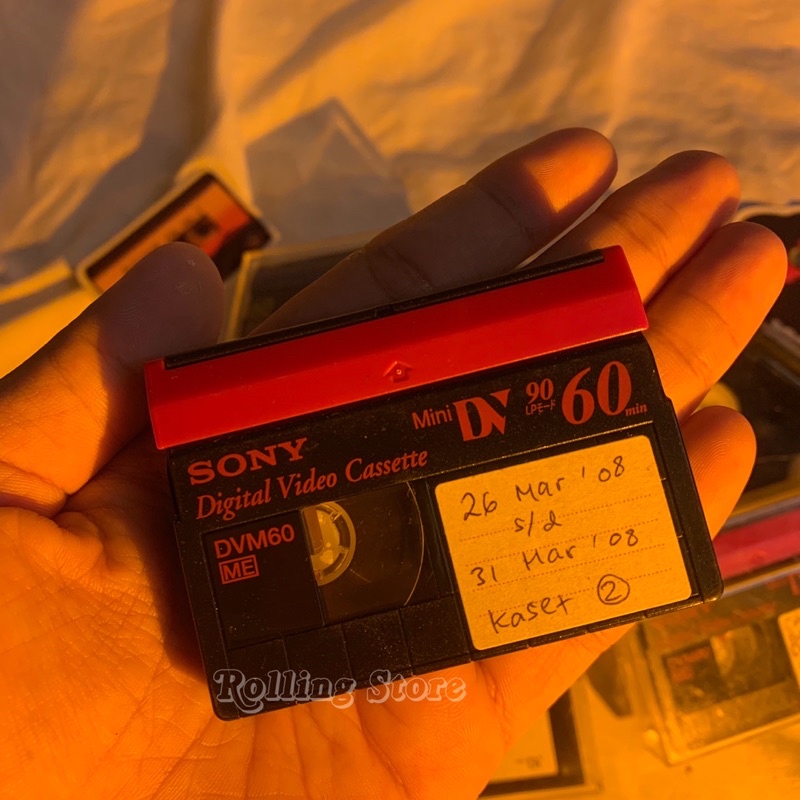 Mini DV 90 60 min
LPモード
SONY
Digital Video Cassette
DVM60
ME
26 Mar '08
s/d
31 Mar '08
Kaset 2
Rolling Store